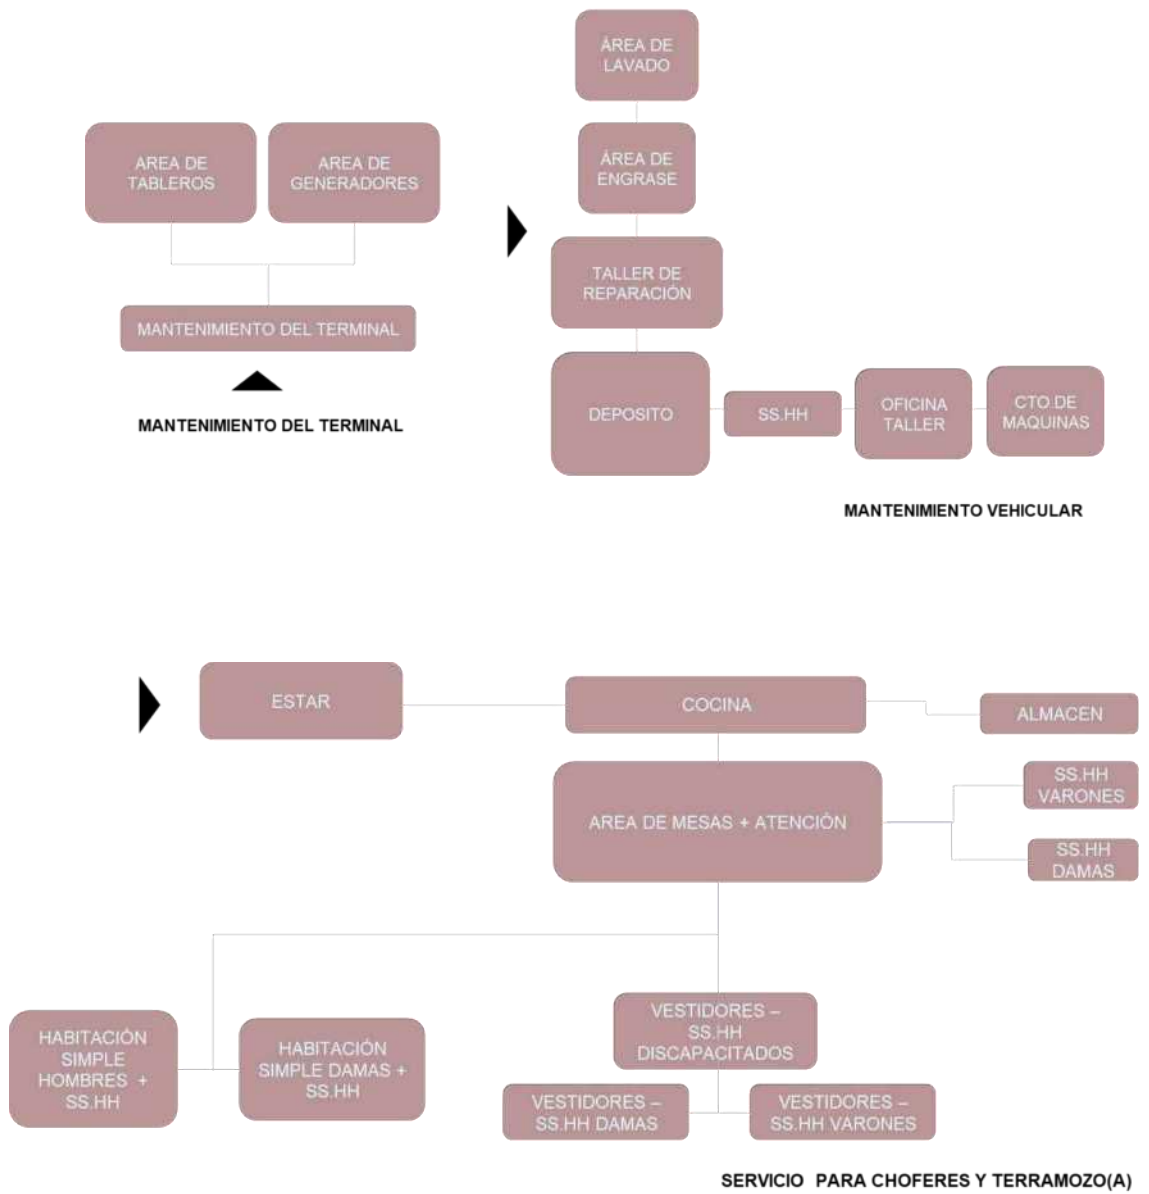 ÁREA DE
LAVADO
AREA DE
TABLEROS
AREA DE
GENERADORES
ÁREA DE
ENGRASE
TALLER DE
REPARACIÓN
MANTENIMIENTO DEL TERMINAL
DEPOSITO
SS.HH
OFICINA
TALLER
CTO DE
MAQUINAS
MANTENIMIENTO DEL TERMINAL
MANTENIMIENTO VEHICULAR
ESTAR
COCINA
ALMACEN
SS.HH
VARONES
AREA DE MESAS + ATENCIÓN
SS.HH
DAMAS
HABITACIÓN
SIMPLE
HOMBRES +
SS.HH
HABITACIÓN
SIMPLE DAMAS +
SS.HH
VESTIDORES –
SS.HH
DISCAPACITADOS
VESTIDORES –
SS.HH DAMAS
VESTIDORES –
SS.HH VARONES
SERVICIO PARA CHOFERES Y TERRAMOZO(A)